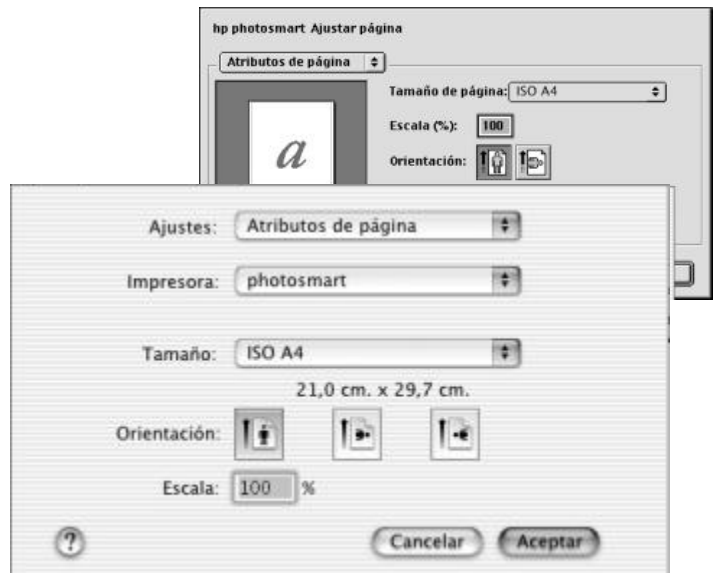 hp photosmart Ajustar página
Atributos de página
Tamaño de página: ISO A4
Escala (%): 100
a
Orientación:
Ajustes: Atributos de página
Impresora: photosmart
Tamaño: ISO A4
21,0 cm. x 29,7 cm.
Orientación:
Escala: 100 %
? Cancelar Aceptar